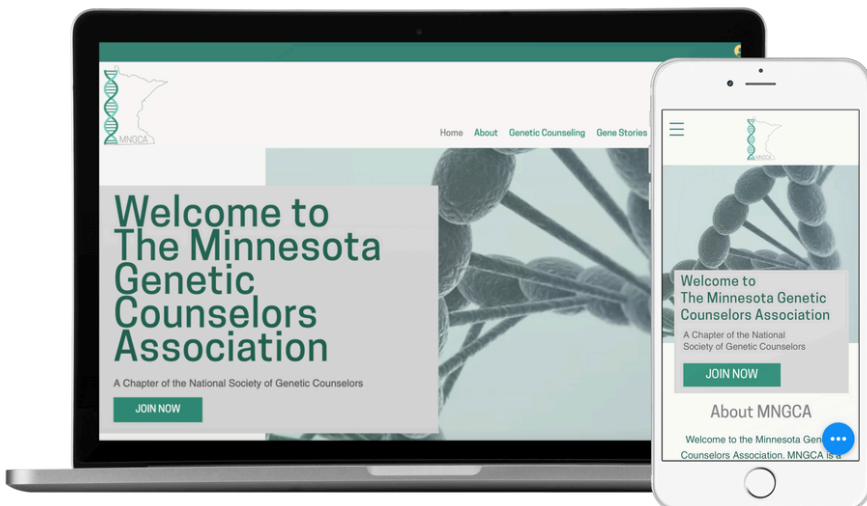 MNGCA
Home About Genetic Counseling Gene Stories
Welcome to
The Minnesota
Genetic
Counselors
Association
A Chapter of the National Society of Genetic Counselors
JOIN NOW
MNGCA
Welcome to
The Minnesota Genetic
Counselors Association
A Chapter of the National
Society of Genetic Counselors
JOIN NOW
About MNGCA
Welcome to the Minnesota Gen
Counselors Association. MNGCA is a